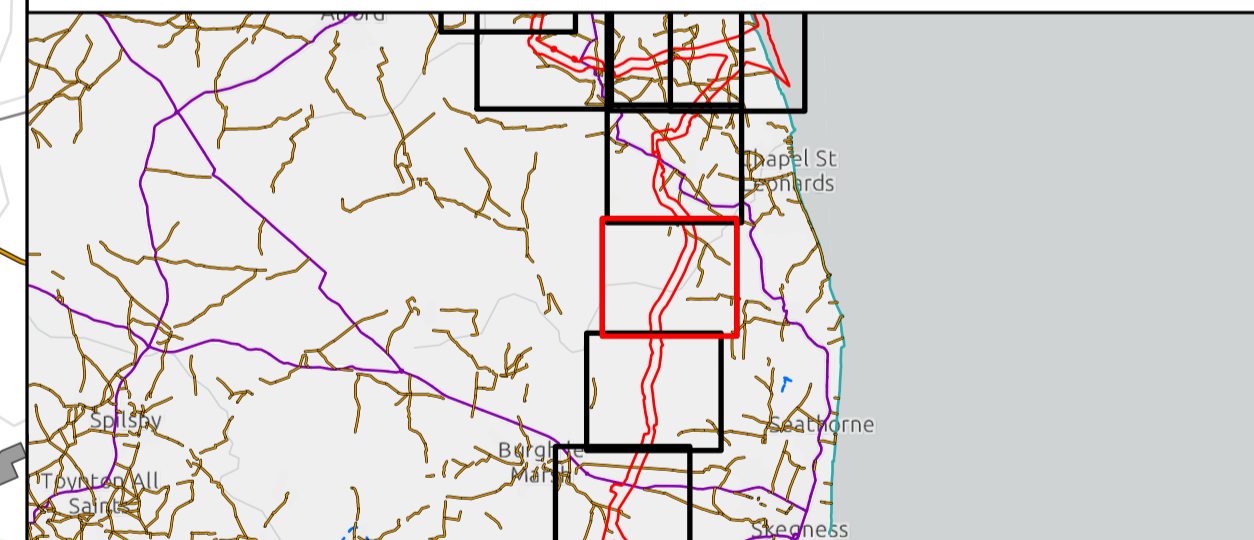 Alford
Chapel St
Leonards
Spilsby
Seathorne
Burgh le
Marsh
Toynton All
Saints
Skegness